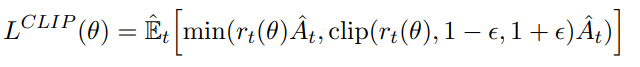 L^{CLIP}(θ) = Ê_t[min(r_t(θ)Â_t, clip(r_t(θ), 1 − ϵ, 1 + ϵ)Â_t)]